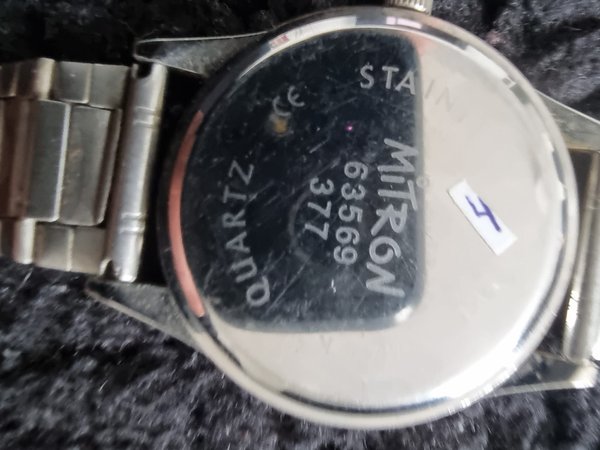 QUARTZ
CE
STAIN
MiTRON
63569
377
4